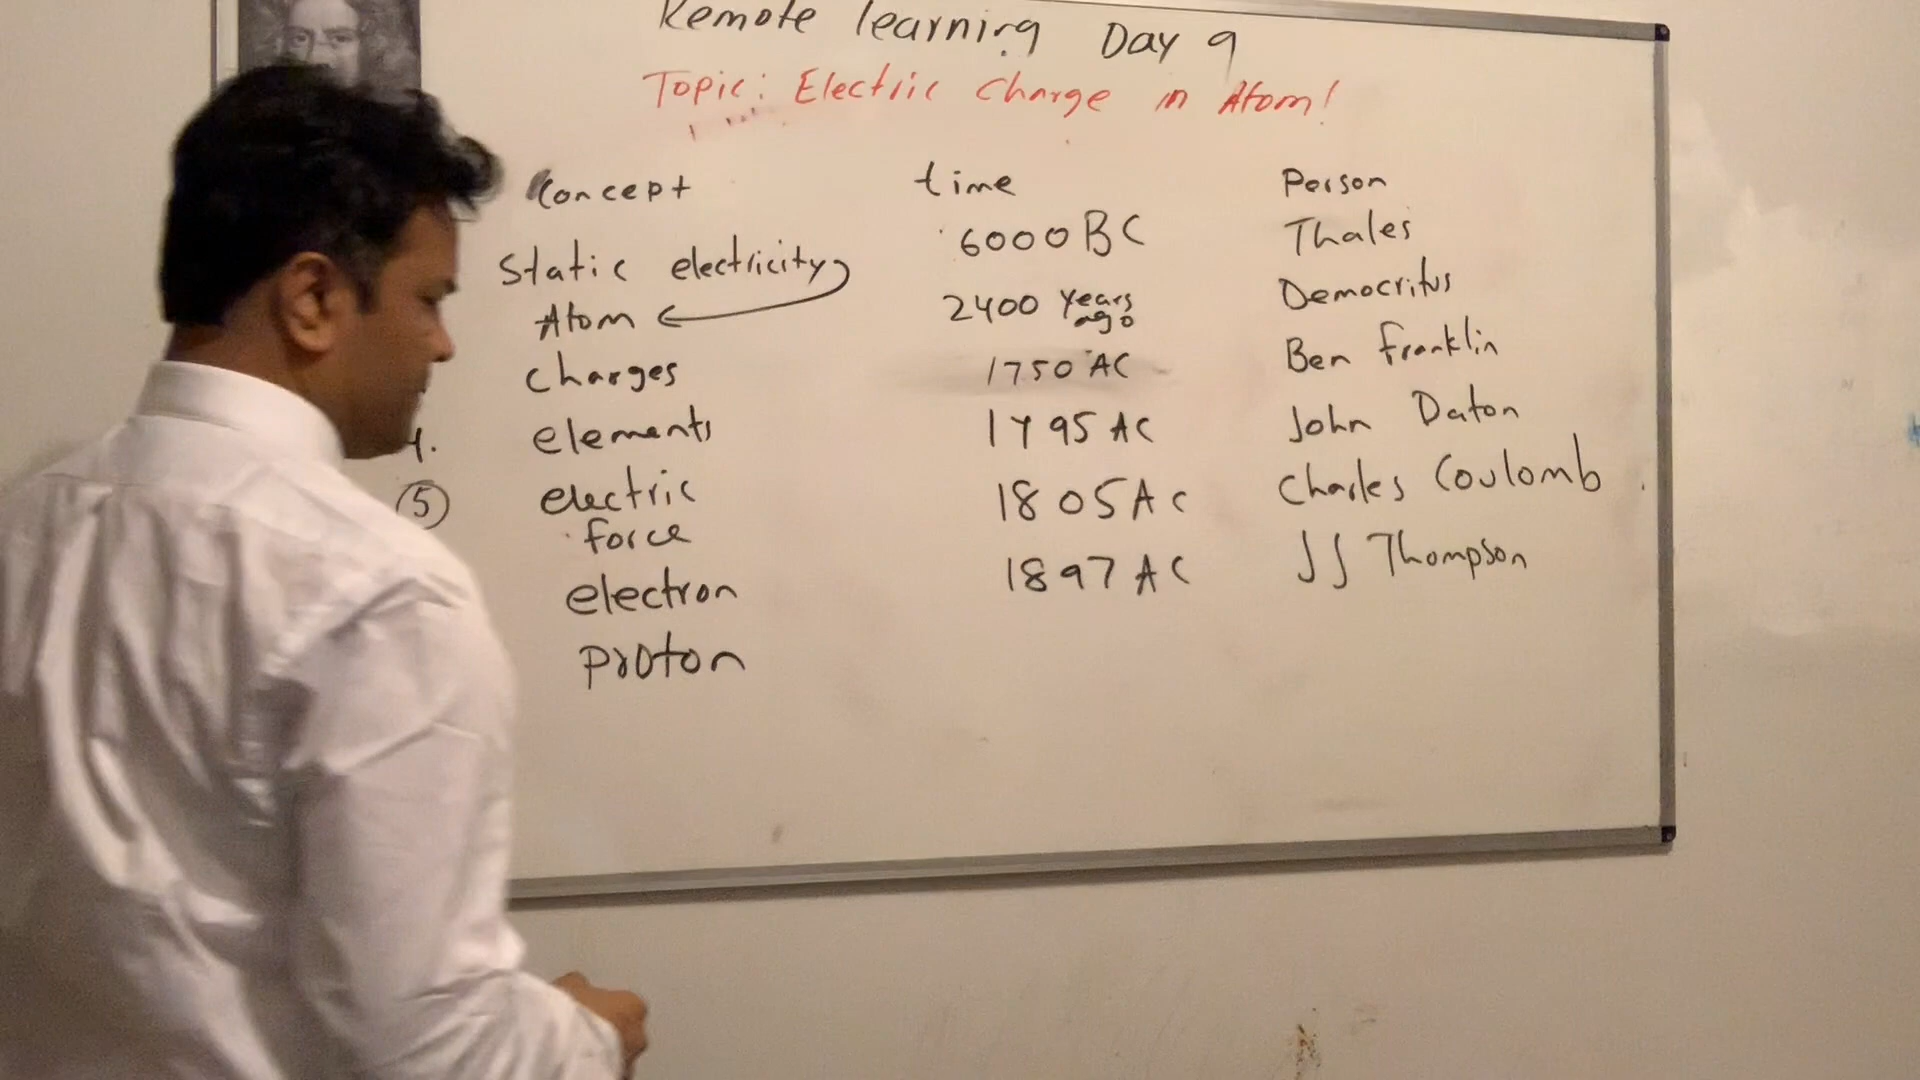 Remote learning Day 9
Topic: Electric Charge in Atom!
Concept time Person
Static electricity 6000 BC Thales
Atom 2400 years ago Democritus
charges 1750 AC Ben Franklin
4. elements 1795 AC John Daton
5 electric force 1805 AC Charles Coulomb
electron 1897 AC JJ Thompson
proton